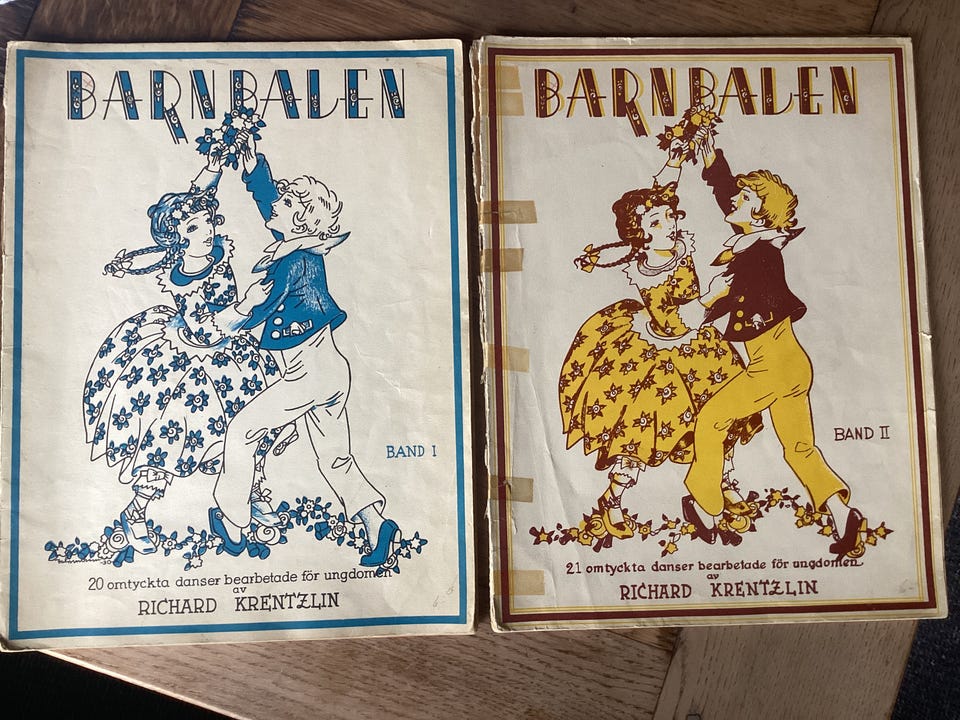 BARNBALEN
BAND I
20 omtyckta danser bearbetade för ungdomen
av
RICHARD KRENTZLIN
BARNBALEN
BAND II
21 omtyckta danser bearbetade för ungdomen
av
RICHARD KRENTZLIN